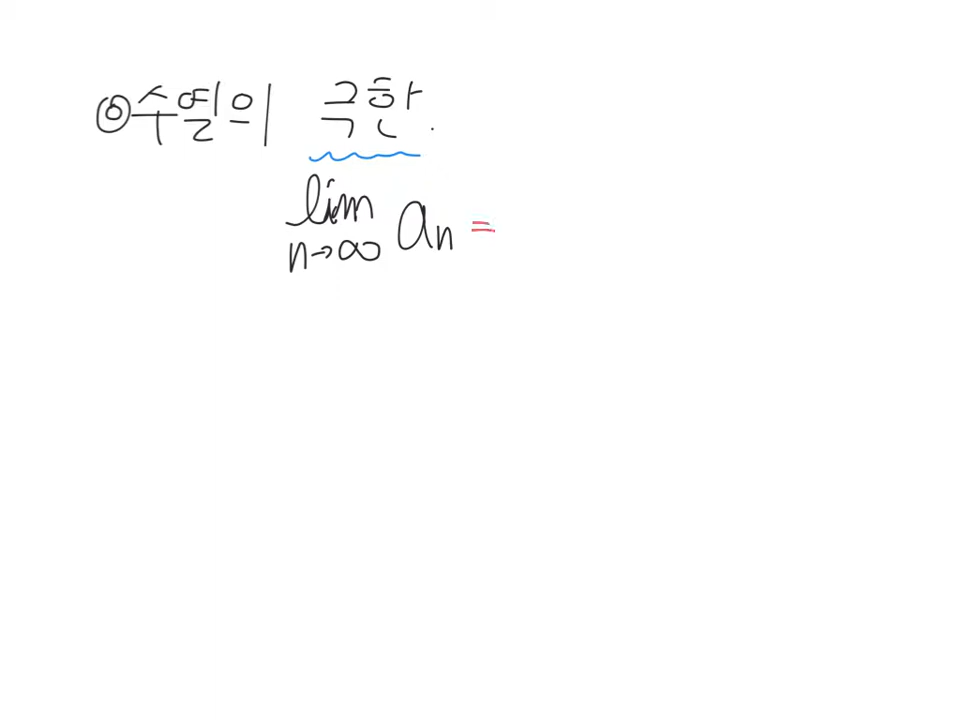 ◎수열의 극한.
lim n→∞ aₙ =